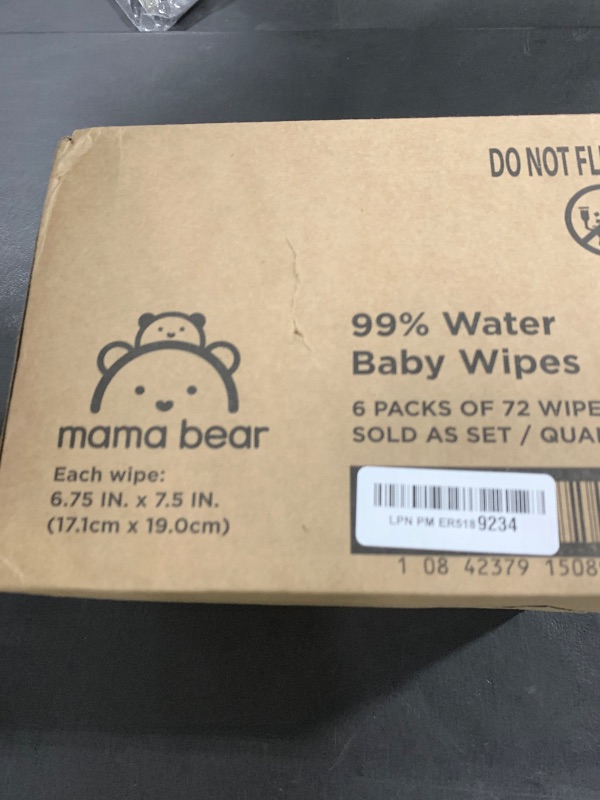 DO NOT FL
99% Water
Baby Wipes
6 PACKS OF 72 WIPE
SOLD AS SET / QUA
mama bear
Each wipe:
6.75 IN. x 7.5 IN.
(17.1cm x 19.0cm)
LPN PM ER5189234
1 08 42379 1508